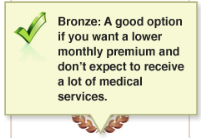 Bronze: A good option
if you want a lower
monthly premium and
don't expect to receive
a lot of medical
services.